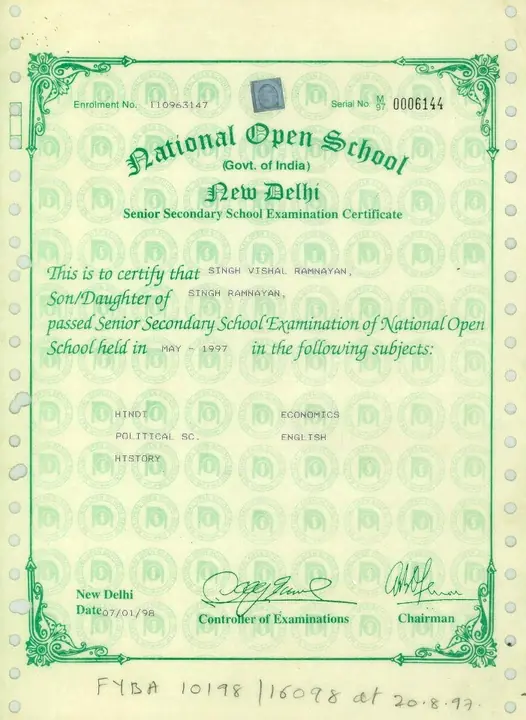 Enrolment No. 110963147 Serial No. M/97 0006144
National Open School
(Govt. of India)
New Delhi
Senior Secondary School Examination Certificate
This is to certify that SINGH VISHAL RAMNAYAN,
Son/Daughter of SINGH RAMNAYAN,
passed Senior Secondary School Examination of National Open
School held in MAY - 1997 in the following subjects:
HINDI ECONOMICS
POLITICAL SC. ENGLISH
HISTORY
New Delhi
Date 07/01/98 Controller of Examinations Chairman
FYBA 10198 /16098 dt 20.8.97.